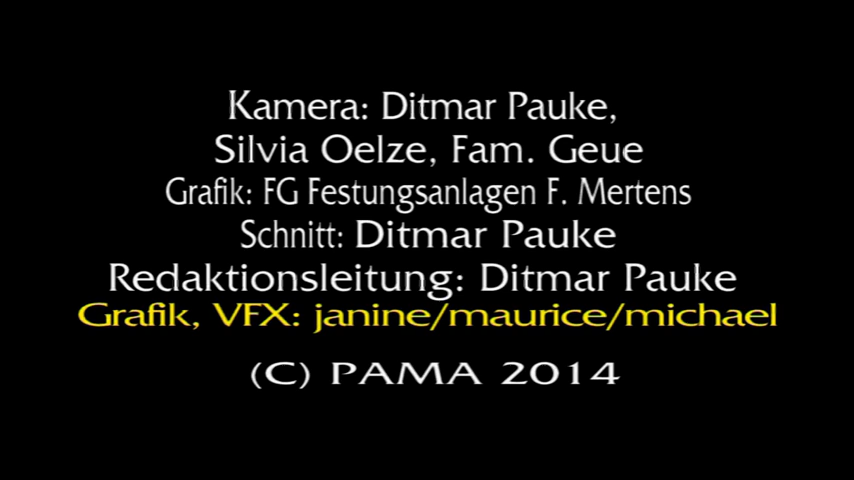 Kamera: Ditmar Pauke,
Silvia Oelze, Fam. Geue
Grafik: FG Festungsanlagen F. Mertens
Schnitt: Ditmar Pauke
Redaktionsleitung: Ditmar Pauke
Grafik, VFX: janine/maurice/michael
(C) PAMA 2014